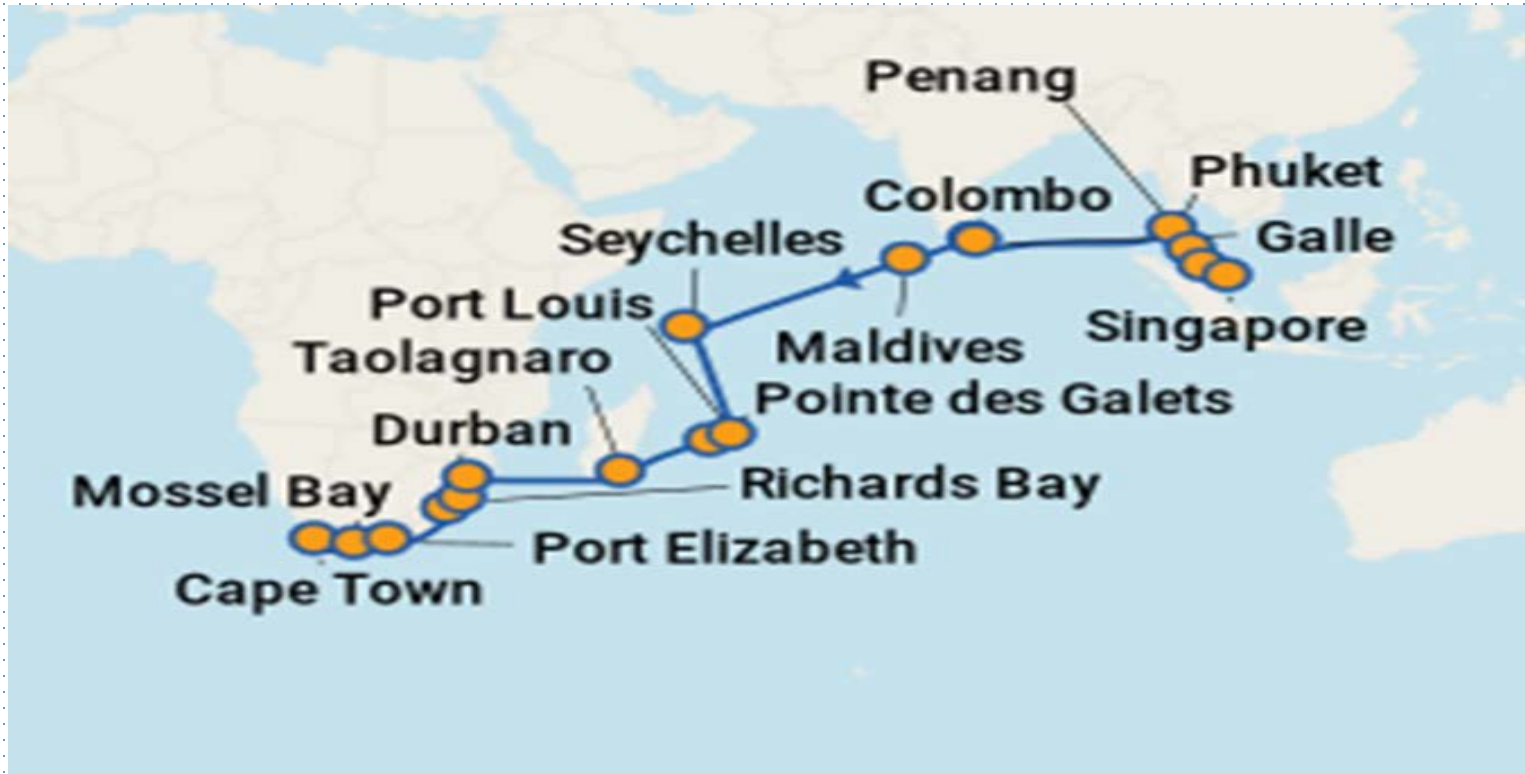 Penang
Phuket
Colombo
Galle
Seychelles
Port Louis
Singapore
Maldives
Taolagnaro
Pointe des Galets
Durban
Richards Bay
Mossel Bay
Port Elizabeth
Cape Town